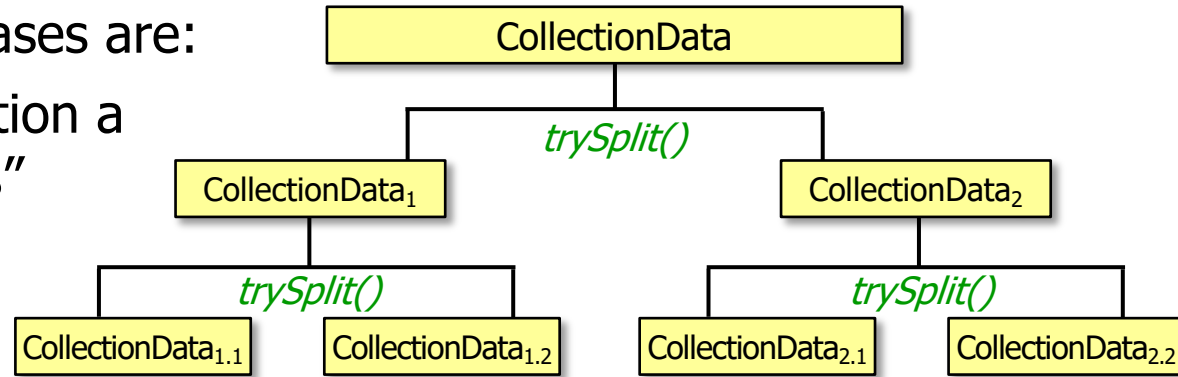 ases are:
tion a
s”
CollectionData
trySplit()
CollectionData₁
CollectionData₂
trySplit()
trySplit()
CollectionData₁.₁
CollectionData₁.₂
CollectionData₂.₁
CollectionData₂.₂